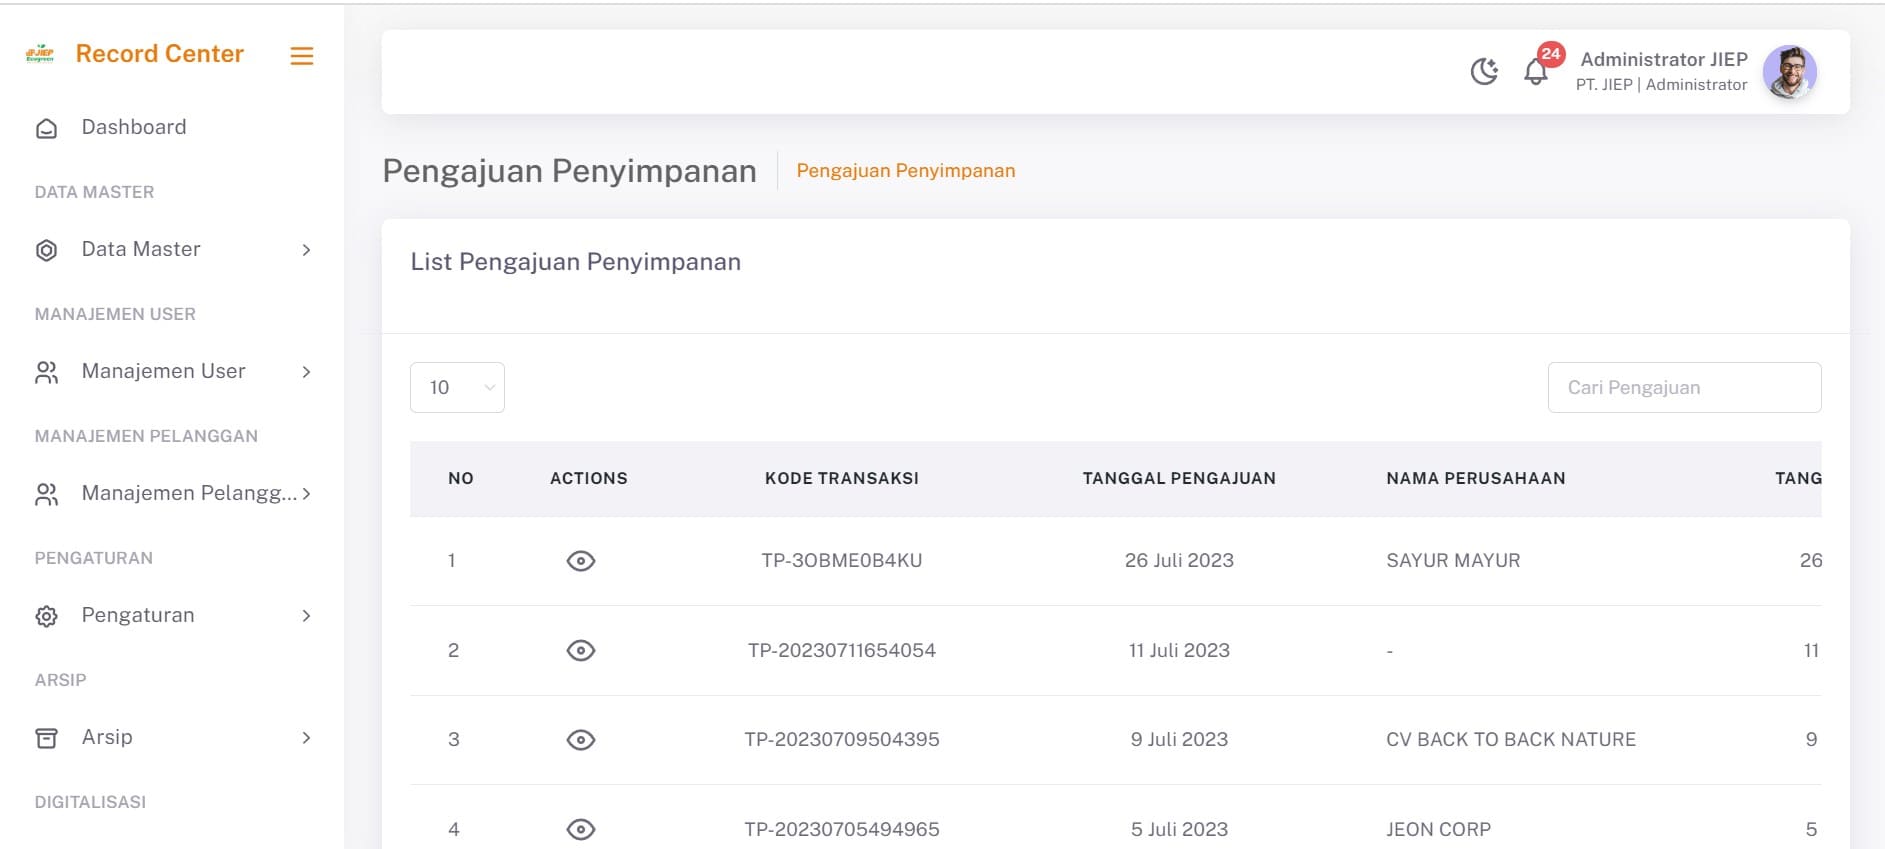 JIEP
Ecogreen
Record Center
Dashboard
DATA MASTER
Data Master
MANAJEMEN USER
Manajemen User
MANAJEMEN PELANGGAN
Manajemen Pelangg...
PENGATURAN
Pengaturan
ARSIP
Arsip
DIGITALISASI
24
Administrator JIEP
PT. JIEP | Administrator
Pengajuan Penyimpanan
Pengajuan Penyimpanan
List Pengajuan Penyimpanan
10
Cari Pengajuan
NO ACTIONS KODE TRANSAKSI TANGGAL PENGAJUAN NAMA PERUSAHAAN TANG
1 TP-3OBME0B4KU 26 Juli 2023 SAYUR MAYUR 26
2 TP-20230711654054 11 Juli 2023 - 11
3 TP-20230709504395 9 Juli 2023 CV BACK TO BACK NATURE 9
4 TP-20230705494965 5 Juli 2023 JEON CORP 5